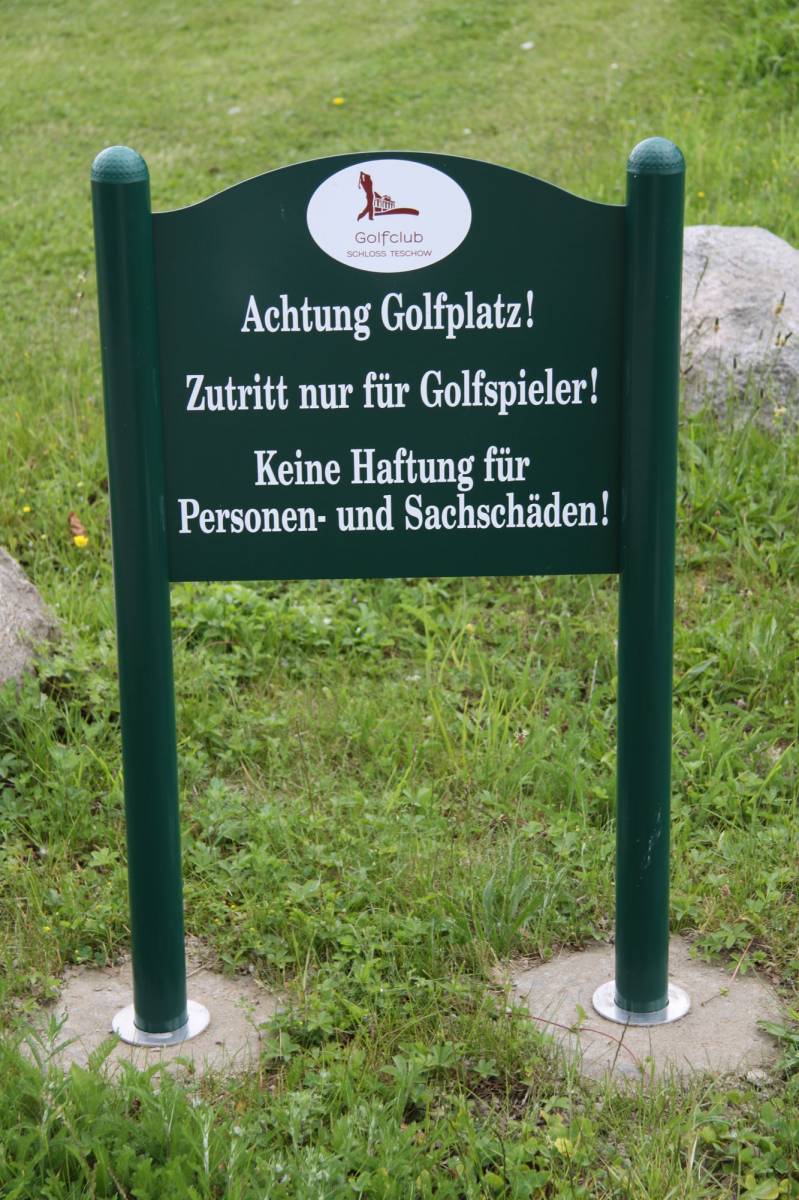 Golfclub
SCHLOSS TESCHOW
Achtung Golfplatz!
Zutritt nur für Golfspieler!
Keine Haftung für
Personen- und Sachschäden!